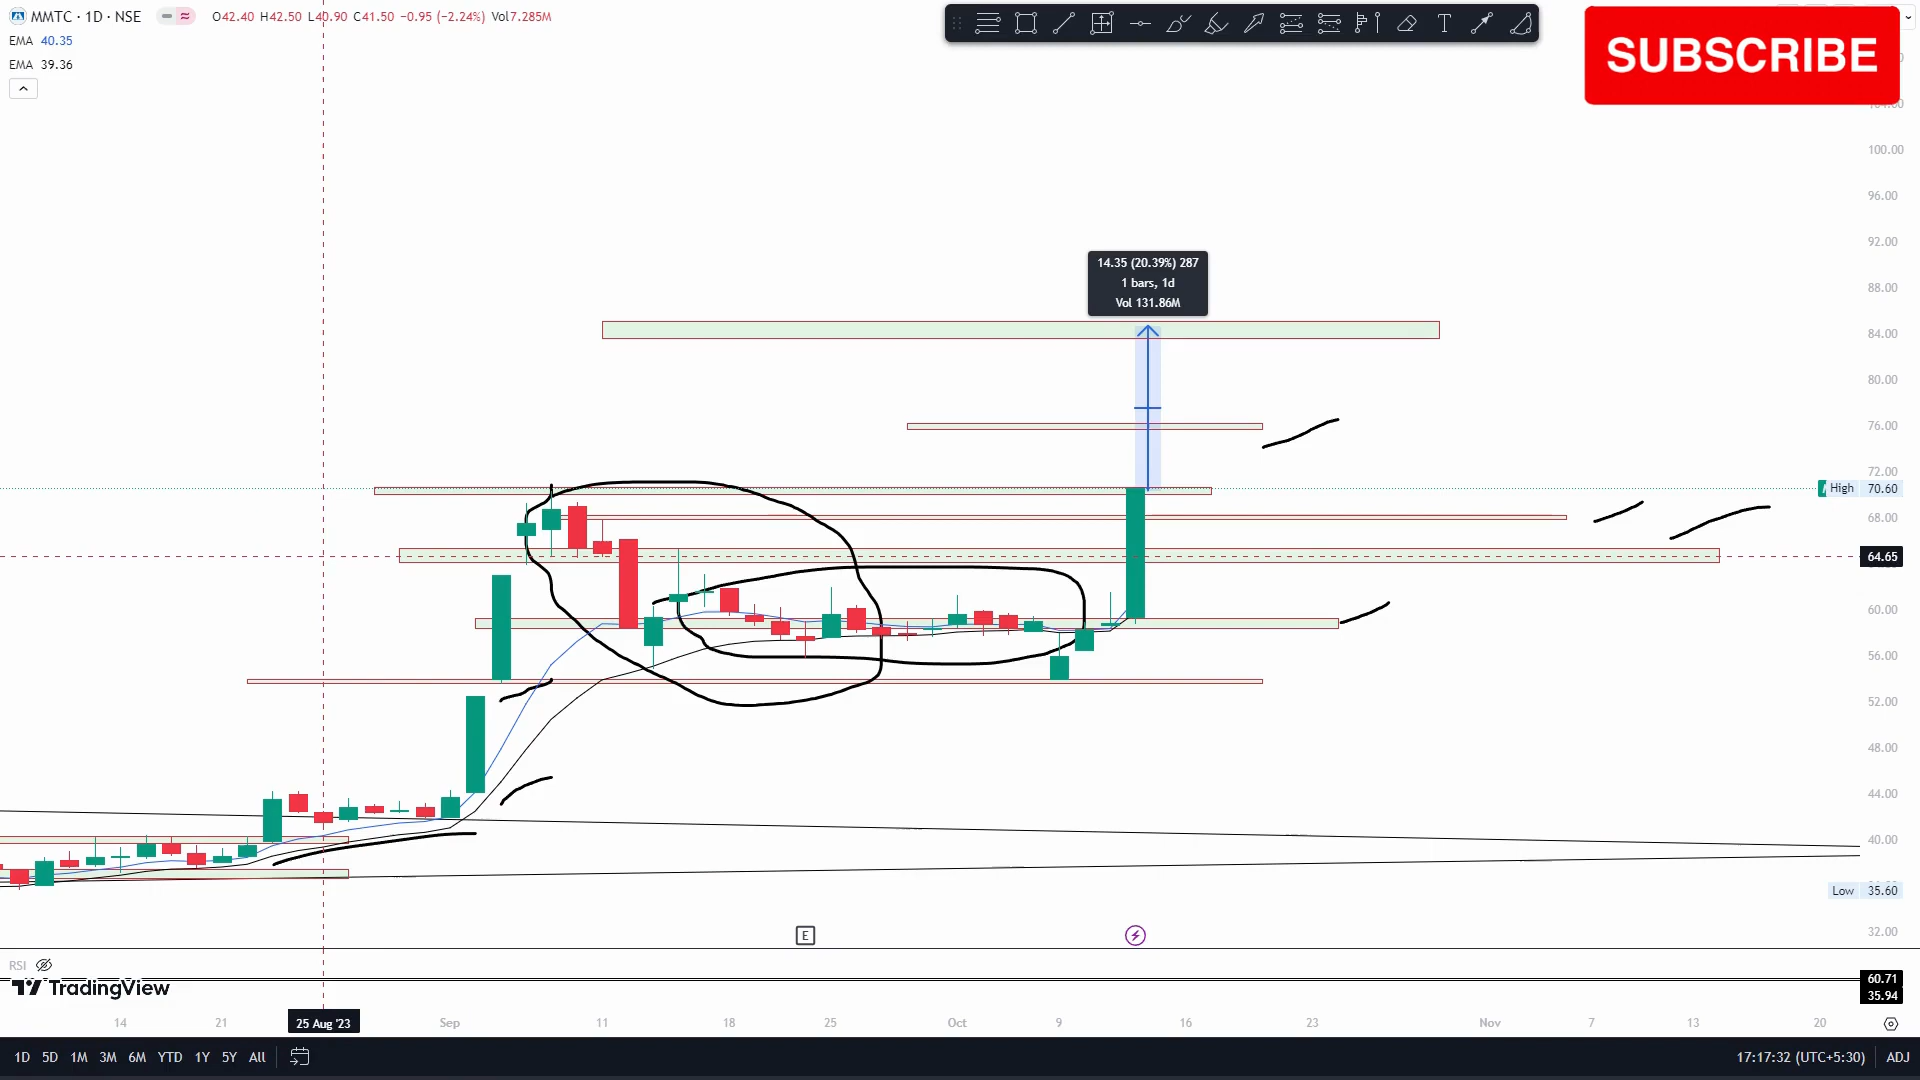 MMTC · 1D · NSE O42.40 H42.50 L40.90 C41.50 −0.95 (−2.24%) Vol7.285M
EMA 40.35
EMA 39.36
SUBSCRIBE
100.00
96.00
92.00
14.35 (20.39%) 287
1 bars, 1d
Vol 131.86M
88.00
84.00
80.00
76.00
72.00
High 70.60
68.00
64.65
60.00
56.00
52.00
48.00
44.00
40.00
Low 35.60
E
32.00
RSI
60.71
TradingView
35.94
14 21 25 Aug '23 Sep 11 18 25 Oct 9 16 23 Nov 7 13 20
1D 5D 1M 3M 6M YTD 1Y 5Y All 17:17:32 (UTC+5:30) ADJ